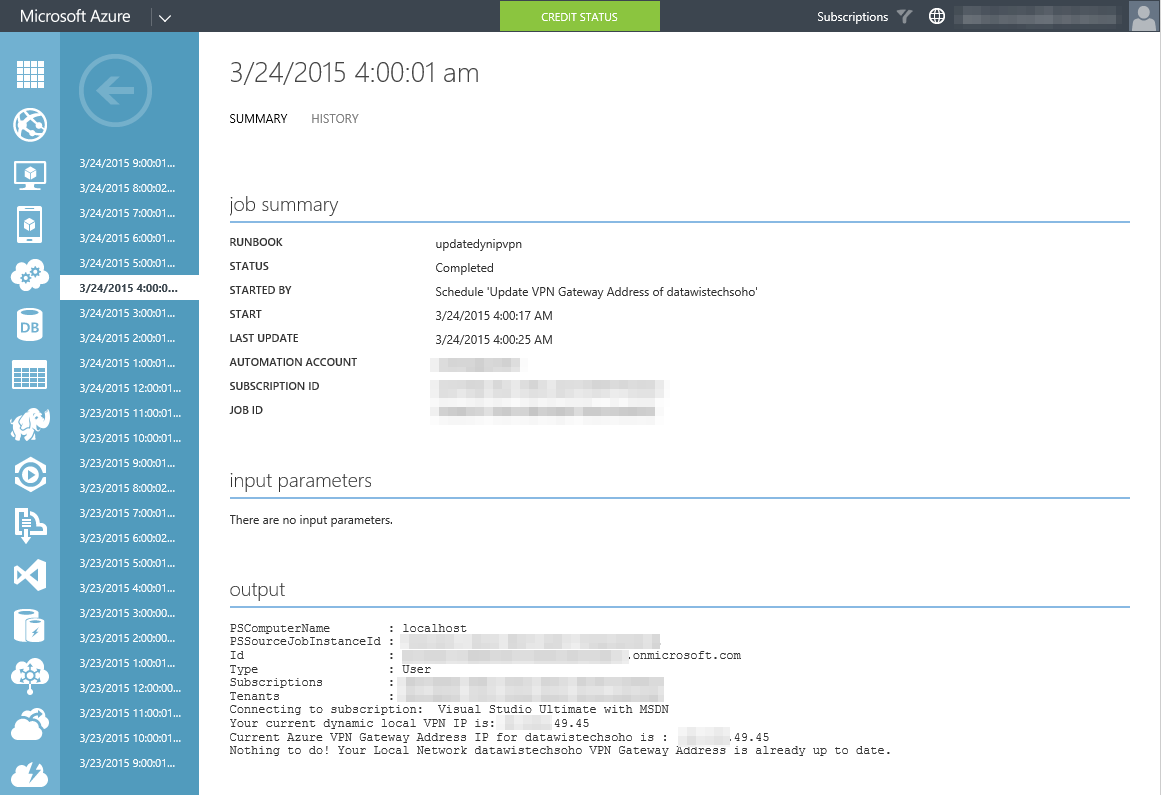 Microsoft Azure
CREDIT STATUS
Subscriptions
3/24/2015 9:00:01...
3/24/2015 8:00:02...
3/24/2015 7:00:01...
3/24/2015 6:00:01...
3/24/2015 5:00:01...
3/24/2015 4:00:0...
3/24/2015 3:00:01...
3/24/2015 2:00:01...
3/24/2015 1:00:01...
3/24/2015 12:00:01...
3/23/2015 11:00:01...
3/23/2015 10:00:01...
3/23/2015 9:00:01...
3/23/2015 8:00:02...
3/23/2015 7:00:01...
3/23/2015 6:00:02...
3/23/2015 5:00:01...
3/23/2015 4:00:01...
3/23/2015 3:00:00...
3/23/2015 2:00:00...
3/23/2015 1:00:01...
3/23/2015 12:00:00...
3/23/2015 11:00:01...
3/23/2015 10:00:01...
3/23/2015 9:00:01...
DB
3/24/2015 4:00:01 am
SUMMARY HISTORY
job summary
RUNBOOK updatedynipvpn
STATUS Completed
STARTED BY Schedule 'Update VPN Gateway Address of datawistechsoho'
START 3/24/2015 4:00:17 AM
LAST UPDATE 3/24/2015 4:00:25 AM
AUTOMATION ACCOUNT
SUBSCRIPTION ID
JOB ID
input parameters
There are no input parameters.
output
PSComputerName : localhost
PSSourceJobInstanceId :
Id : .onmicrosoft.com
Type : User
Subscriptions :
Tenants :
Connecting to subscription: Visual Studio Ultimate with MSDN
Your current dynamic local VPN IP is: 49.45
Current Azure VPN Gateway Address IP for datawistechsoho is : .49.45
Nothing to do! Your Local Network datawistechsoho VPN Gateway Address is already up to date.